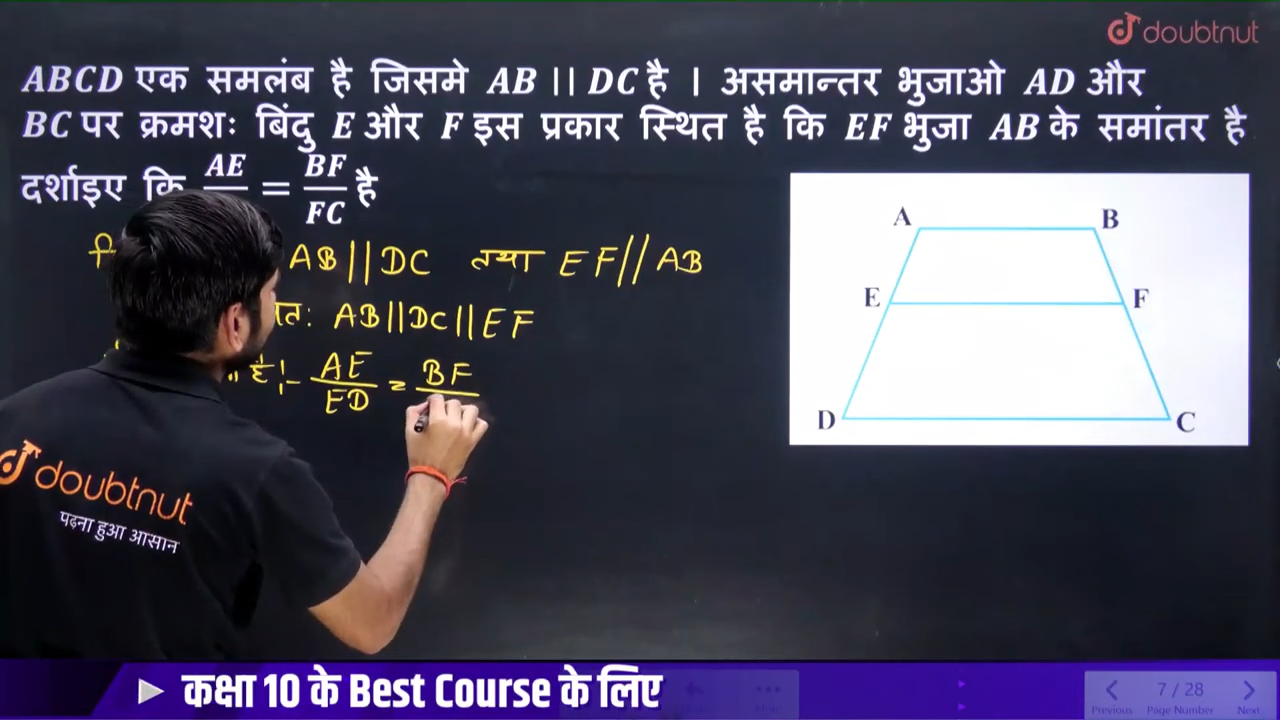 doubtnut
ABCD एक समलंब है जिसमे AB || DC है । असमान्तर भुजाओ AD और
BC पर क्रमशः बिंदु E और F इस प्रकार स्थित है कि EF भुजा AB के समांतर है
दर्शाइए कि AE = BF/FC है
AB || DC तथा EF // AB
AB || DC || EF
AE/ED = BF
A B
E F
D C
doubtnut
पढ़ना हुआ आसान
कक्षा 10 के Best Course के लिए
Previous 7 / 28 Page Number Next